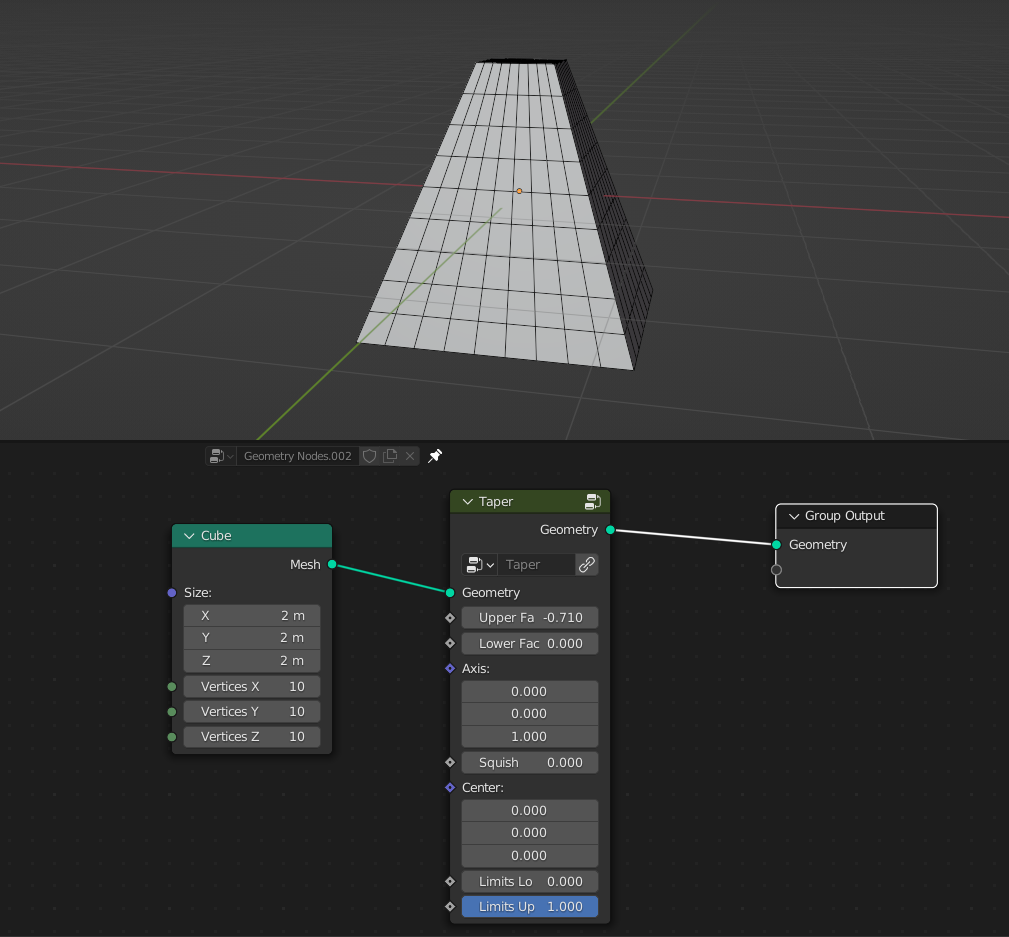 Geometry Nodes.002
Cube
Mesh
Size:
X 2 m
Y 2 m
Z 2 m
Vertices X 10
Vertices Y 10
Vertices Z 10
Taper
Geometry
Taper
Geometry
Upper Fa -0.710
Lower Fac 0.000
Axis:
0.000
0.000
1.000
Squish 0.000
Center:
0.000
0.000
0.000
Limits Lo 0.000
Limits Up 1.000
Group Output
Geometry